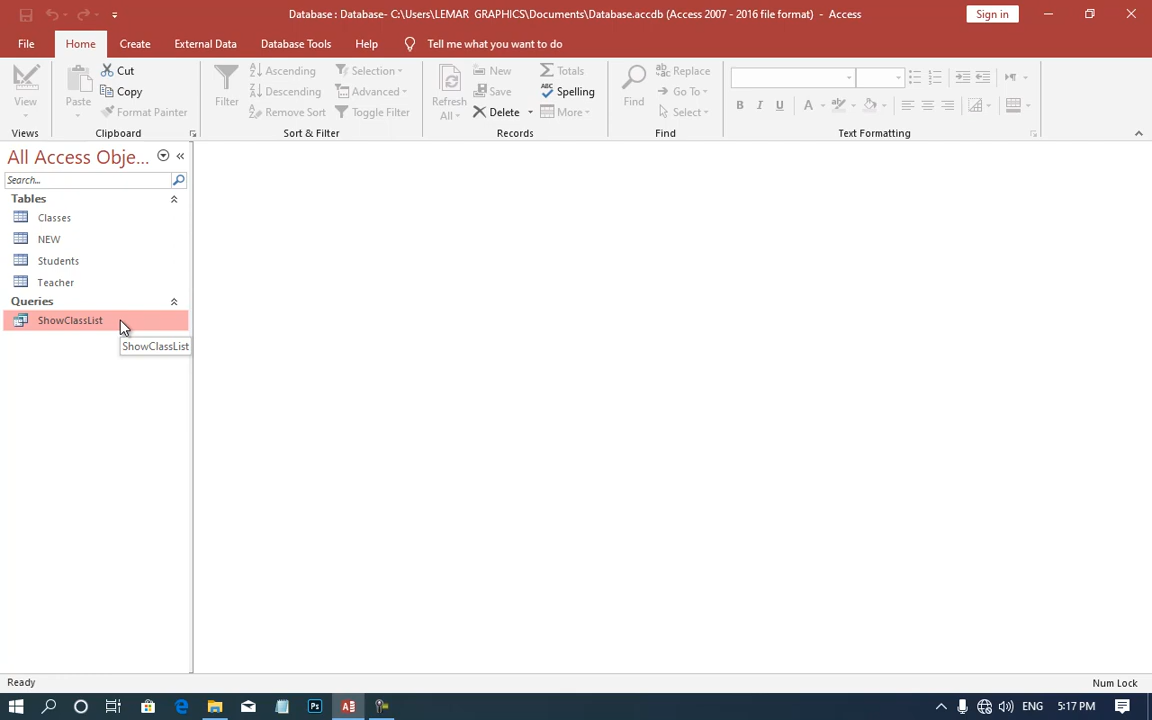 Database : Database- C:\Users\LEMAR  GRAPHICS\Documents\Database.accdb (Access 2007 - 2016 file format)  -  Access
Sign in
File Home Create External Data Database Tools Help Tell me what you want to do
View
Views
Paste
Cut
Copy
Format Painter
Clipboard
Filter
Ascending
Descending
Remove Sort
Selection
Advanced
Toggle Filter
Sort & Filter
Refresh
All
New
Save
Delete
Totals
Spelling
More
Records
Find
Replace
Go To
Select
Find
B I U A
Text Formatting
All Access Obje...
Search...
Tables
Classes
NEW
Students
Teacher
Queries
ShowClassList
ShowClassList
Ready
Num Lock
ENG 5:17 PM